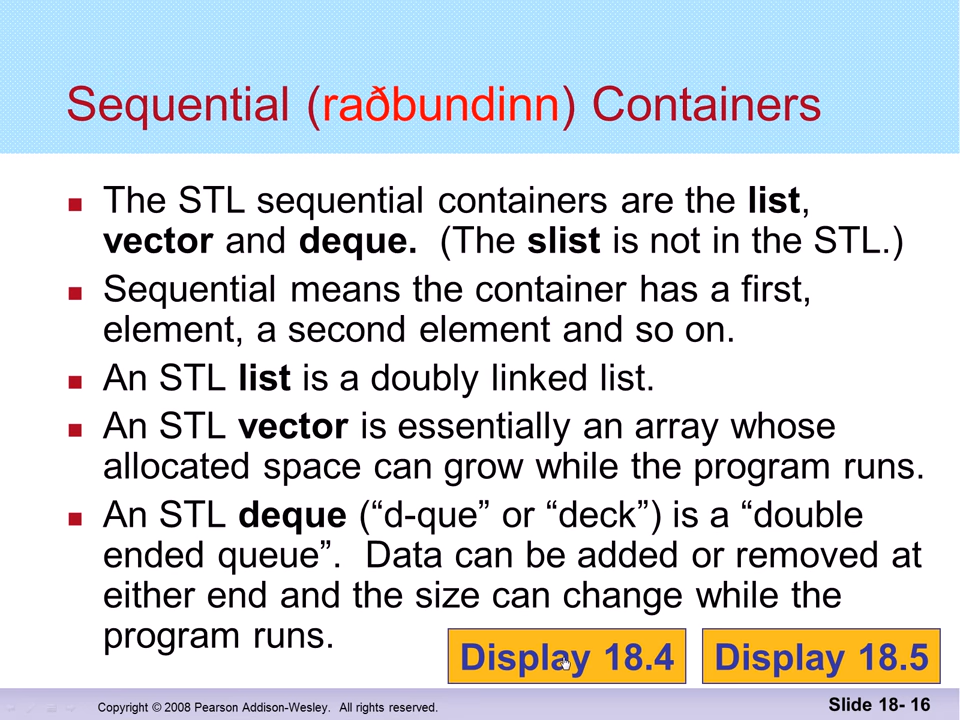 Sequential (raðbundinn) Containers
The STL sequential containers are the list,
vector and deque. (The slist is not in the STL.)
Sequential means the container has a first,
element, a second element and so on.
An STL list is a doubly linked list.
An STL vector is essentially an array whose
allocated space can grow while the program runs.
An STL deque (“d-que” or “deck”) is a “double
ended queue”. Data can be added or removed at
either end and the size can change while the
program runs.
Display 18.4
Display 18.5
Copyright © 2008 Pearson Addison-Wesley. All rights reserved.
Slide 18- 16